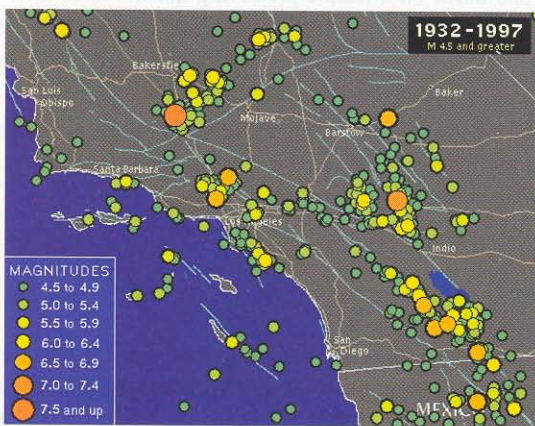 1932-1997
M 4.5 and greater
Bakersfie
San Luis
Obispo
Baker
Mojave
Barstow
Santa Barbara
Los Angeles
Indio
San
Diego
MEXIC
MAGNITUDES
4.5 to 4.9
5.0 to 5.4
5.5 to 5.9
6.0 to 6.4
6.5 to 6.9
7.0 to 7.4
7.5 and up